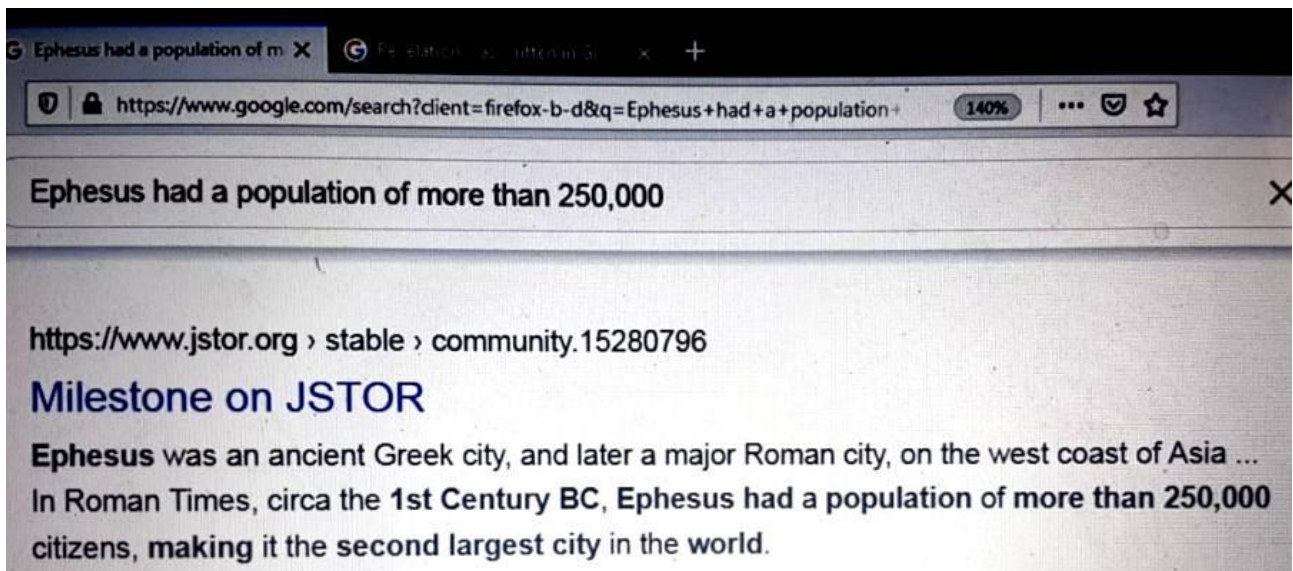 Ephesus had a population of m
https://www.google.com/search?client=firefox-b-d&q=Ephesus+had+a+population+
140%
Ephesus had a population of more than 250,000
https://www.jstor.org › stable › community.15280796
Milestone on JSTOR
Ephesus was an ancient Greek city, and later a major Roman city, on the west coast of Asia ...
In Roman Times, circa the 1st Century BC, Ephesus had a population of more than 250,000
citizens, making it the second largest city in the world.